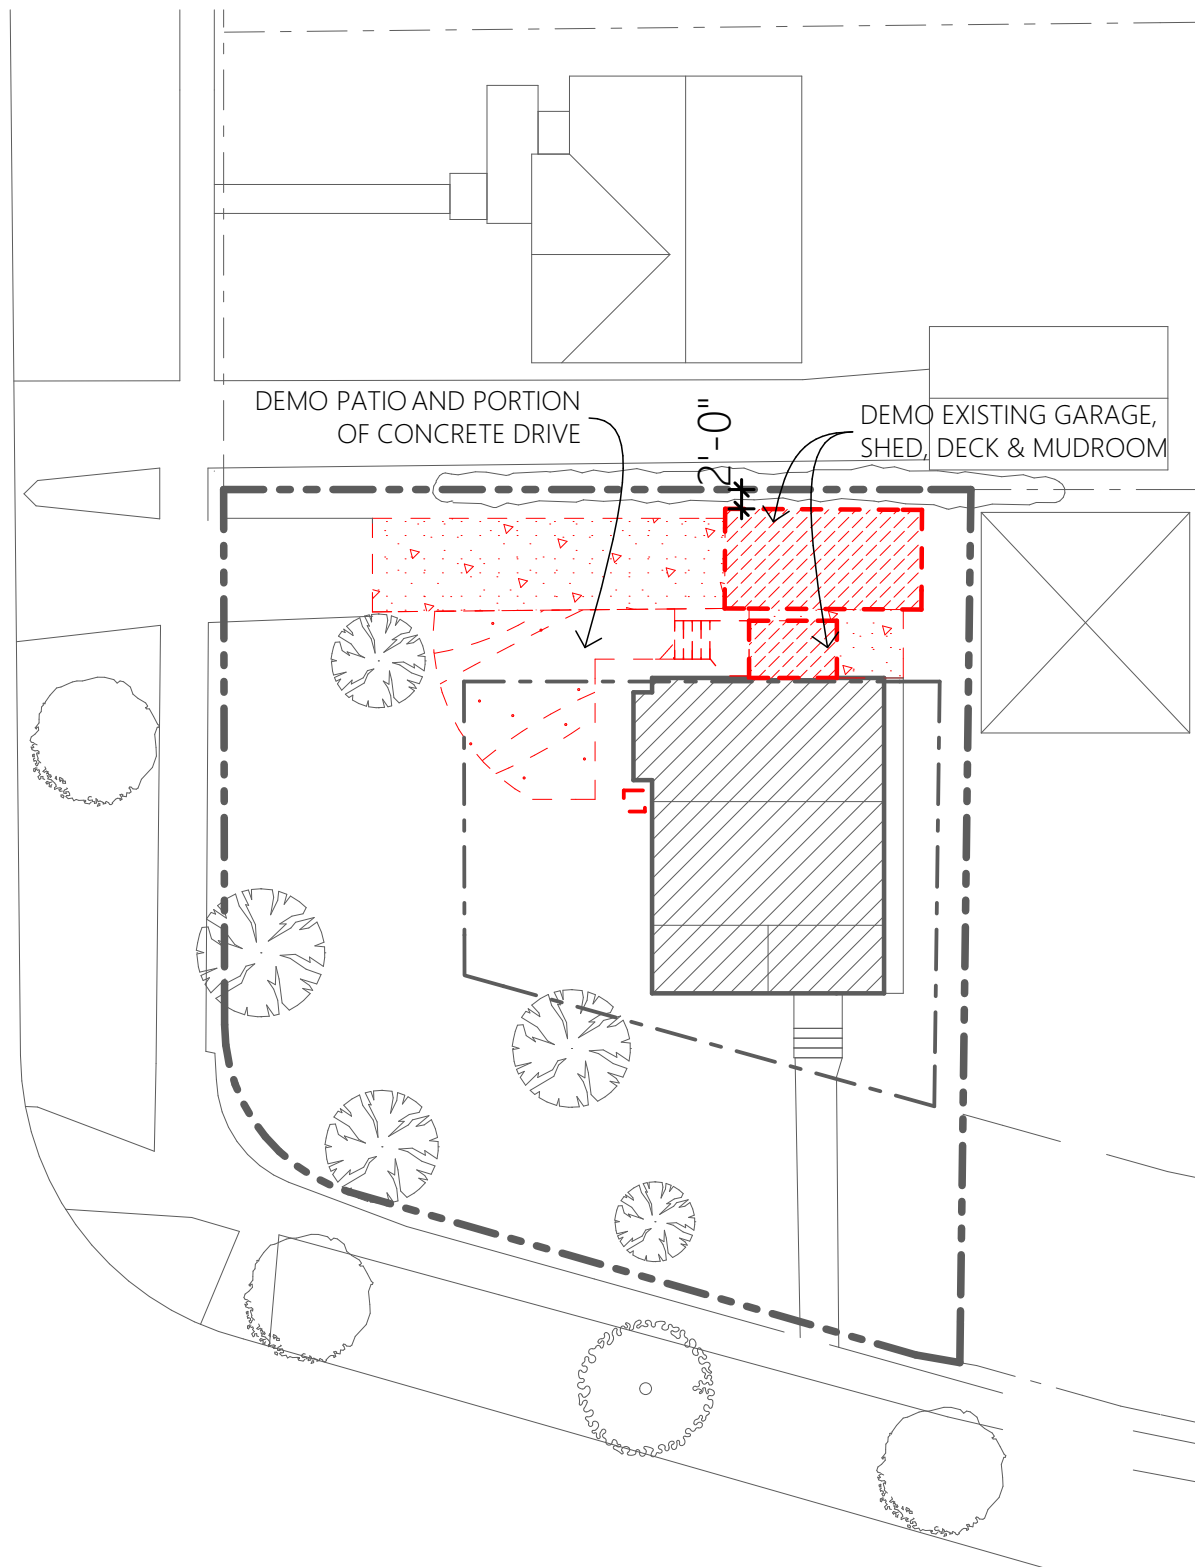 DEMO PATIO AND PORTION
OF CONCRETE DRIVE
2'-0"
DEMO EXISTING GARAGE,
SHED, DECK & MUDROOM